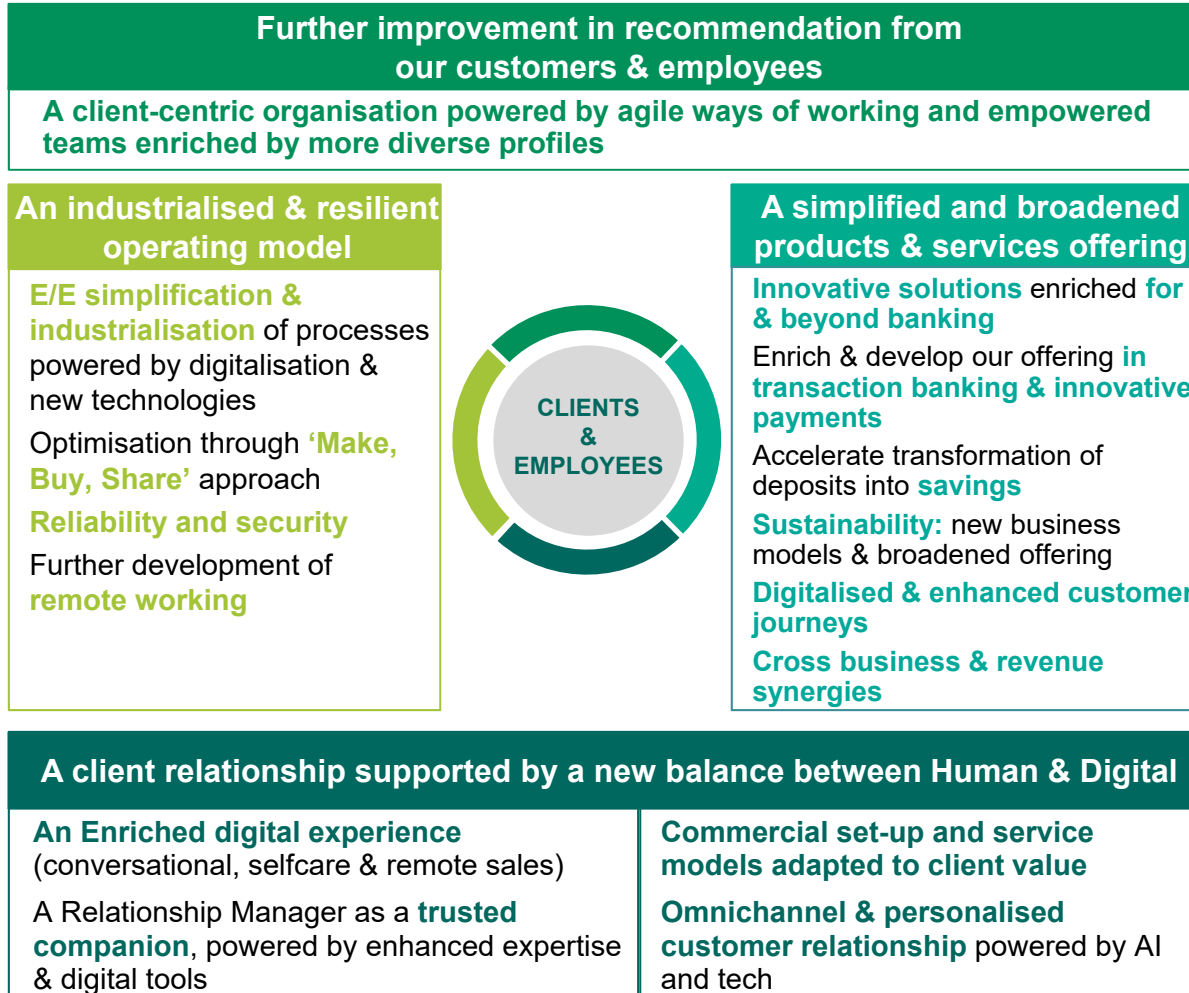 Further improvement in recommendation from
our customers & employees
A client-centric organisation powered by agile ways of working and empowered
teams enriched by more diverse profiles
An industrialised & resilient
operating model
E/E simplification &
industrialisation of processes
powered by digitalisation &
new technologies
Optimisation through ‘Make,
Buy, Share’ approach
Reliability and security
Further development of
remote working
CLIENTS
&
EMPLOYEES
A simplified and broadened
products & services offering
Innovative solutions enriched for
& beyond banking
Enrich & develop our offering in
transaction banking & innovative
payments
Accelerate transformation of
deposits into savings
Sustainability: new business
models & broadened offering
Digitalised & enhanced customer
journeys
Cross business & revenue
synergies
A client relationship supported by a new balance between Human & Digital
An Enriched digital experience
(conversational, selfcare & remote sales)
A Relationship Manager as a trusted
companion, powered by enhanced expertise
& digital tools
Commercial set-up and service
models adapted to client value
Omnichannel & personalised
customer relationship powered by AI
and tech